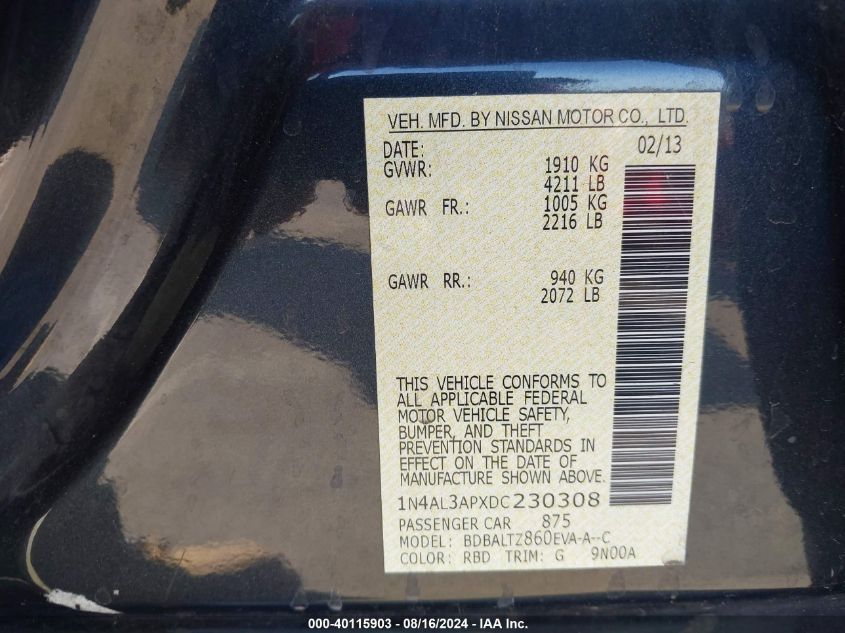 VEH. MFD. BY NISSAN MOTOR CO., LTD.
DATE: 02/13
GVWR: 1910 KG
4211 LB
GAWR FR.: 1005 KG
2216 LB
GAWR RR.: 940 KG
2072 LB
THIS VEHICLE CONFORMS TO
ALL APPLICABLE FEDERAL
MOTOR VEHICLE SAFETY,
BUMPER, AND THEFT
PREVENTION STANDARDS IN
EFFECT ON THE DATE OF
MANUFACTURE SHOWN ABOVE.
1N4AL3APXDC230308
PASSENGER CAR 875
MODEL: BDBALTZ860EVA-A--C
COLOR: RBD TRIM: G 9N00A
000-40115903 - 08/16/2024 - IAA Inc.